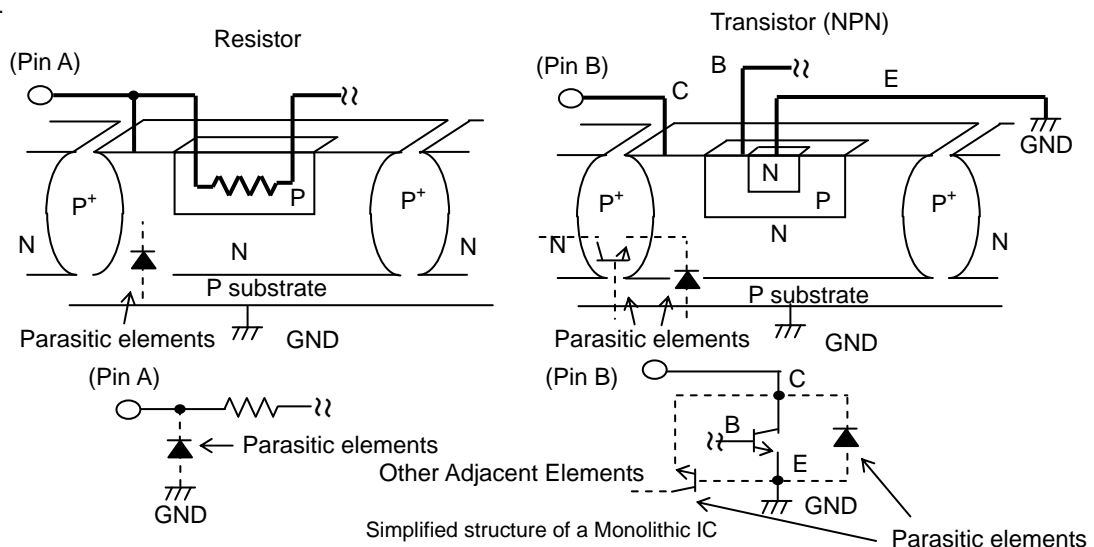 Resistor
(Pin A)
P+
P
P+
N
N
N
P substrate
Parasitic elements
GND
(Pin A)
Parasitic elements
GND
Transistor (NPN)
(Pin B)
B
C
E
GND
N
P+
P
P+
N
N
N
P substrate
Parasitic elements
GND
(Pin B)
C
B
E
Other Adjacent Elements
GND
Simplified structure of a Monolithic IC
Parasitic elements